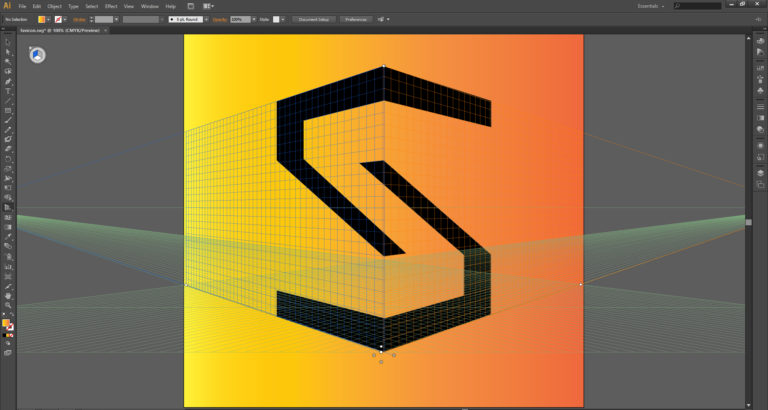 Ai File Edit Object Type Select Effect View Window Help Essentials
No Selection Stroke: 5 pt. Round Opacity: 100% Style: Document Setup Preferences
favicon.svg* @ 100% (CMYK/Preview) ×